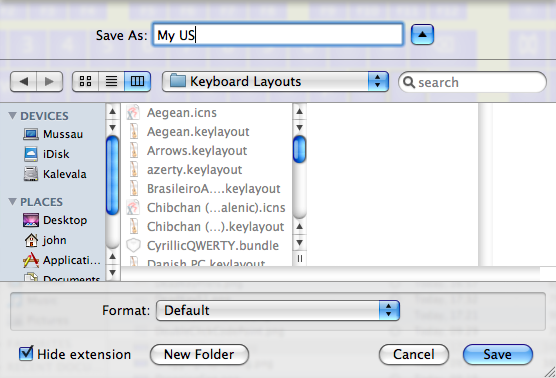 Save As: My US
Keyboard Layouts
search
DEVICES
Mussau
iDisk
Kalevala
PLACES
Desktop
john
Applicati...
Documents
Aegean.icns
Aegean.keylayout
Arrows.keylayout
azerty.keylayout
BrasileiroA....keylayout
Chibchan (...alenic).icns
Chibchan (...).keylayout
CyrillicQWERTY.bundle
Danish PC.keylayout
Format: Default
Hide extension
New Folder
Cancel
Save